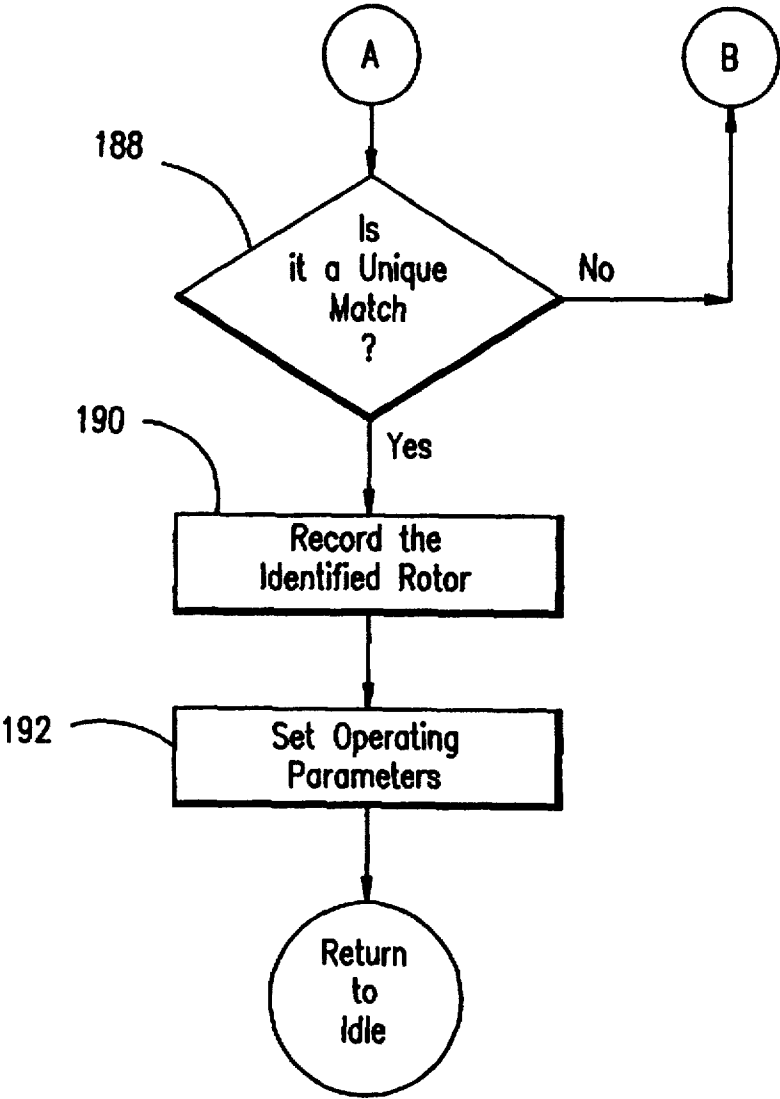 A
B
188
Is
it a Unique
Match
?
No
190
Yes
Record the
Identified Rotor
192
Set Operating
Parameters
Return
to
Idle